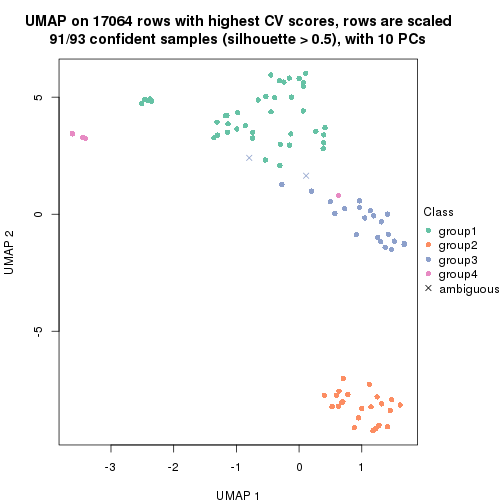 UMAP on 17064 rows with highest CV scores, rows are scaled
91/93 confident samples (silhouette > 0.5), with 10 PCs
5
0
-5
UMAP 2
-3
-2
-1
0
1
UMAP 1
Class
group1
group2
group3
group4
ambiguous